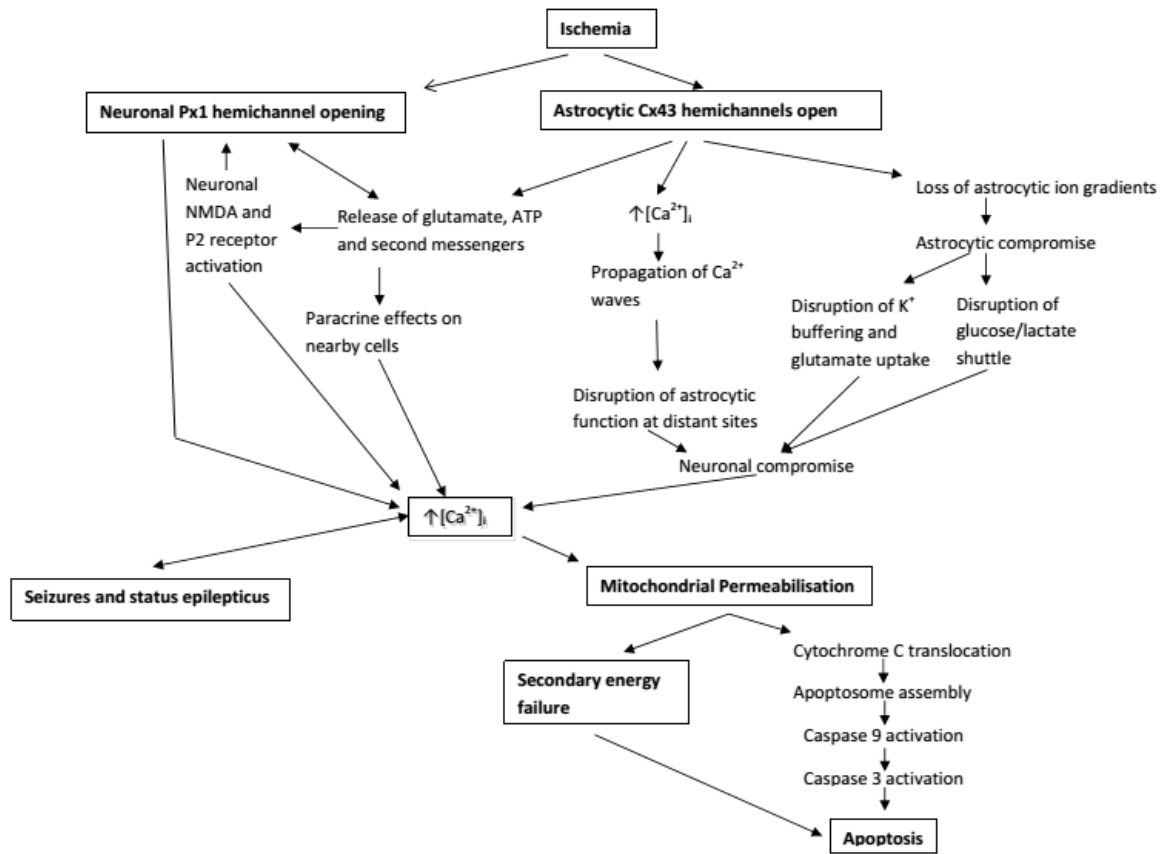 Ischemia
Neuronal Px1 hemichannel opening
Astrocytic Cx43 hemichannels open
Neuronal
NMDA and
P2 receptor
activation
Release of glutamate, ATP
and second messengers
Paracrine effects on
nearby cells
↑[Ca²⁺]ᵢ
Propagation of Ca²⁺
waves
Disruption of astrocytic
function at distant sites
Loss of astrocytic ion gradients
Astrocytic compromise
Disruption of K⁺
buffering and
glutamate uptake
Disruption of
glucose/lactate
shuttle
Neuronal compromise
↑[Ca²⁺]ᵢ
Seizures and status epilepticus
Mitochondrial Permeabilisation
Secondary energy
failure
Cytochrome C translocation
Apoptosome assembly
Caspase 9 activation
Caspase 3 activation
Apoptosis